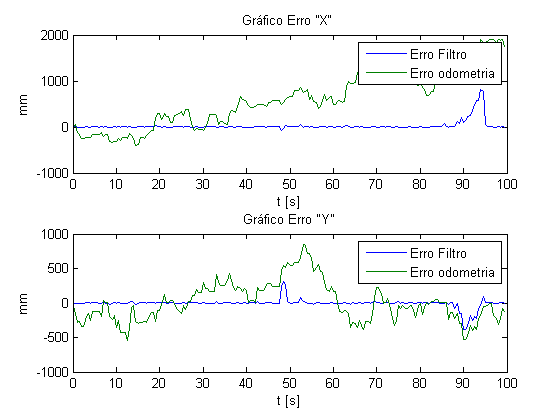 Gráfico Erro "X"
2000
1000
0
-1000
mm
Erro Filtro
Erro odometria
0 10 20 30 40 50 60 70 80 90 100
t [s]
Gráfico Erro "Y"
1000
500
0
-500
-1000
mm
Erro Filtro
Erro odometria
0 10 20 30 40 50 60 70 80 90 100
t [s]